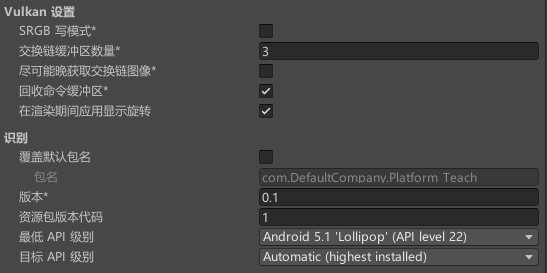 Vulkan 设置
SRGB 写模式*
交换链缓冲区数量* 3
尽可能晚获取交换链图像*
回收命令缓冲区*
在渲染期间应用显示旋转
识别
覆盖默认包名
包名 com.DefaultCompany.Platform Teach
版本* 0.1
资源包版本代码 1
最低 API 级别 Android 5.1 'Lollipop' (API level 22)
目标 API 级别 Automatic (highest installed)